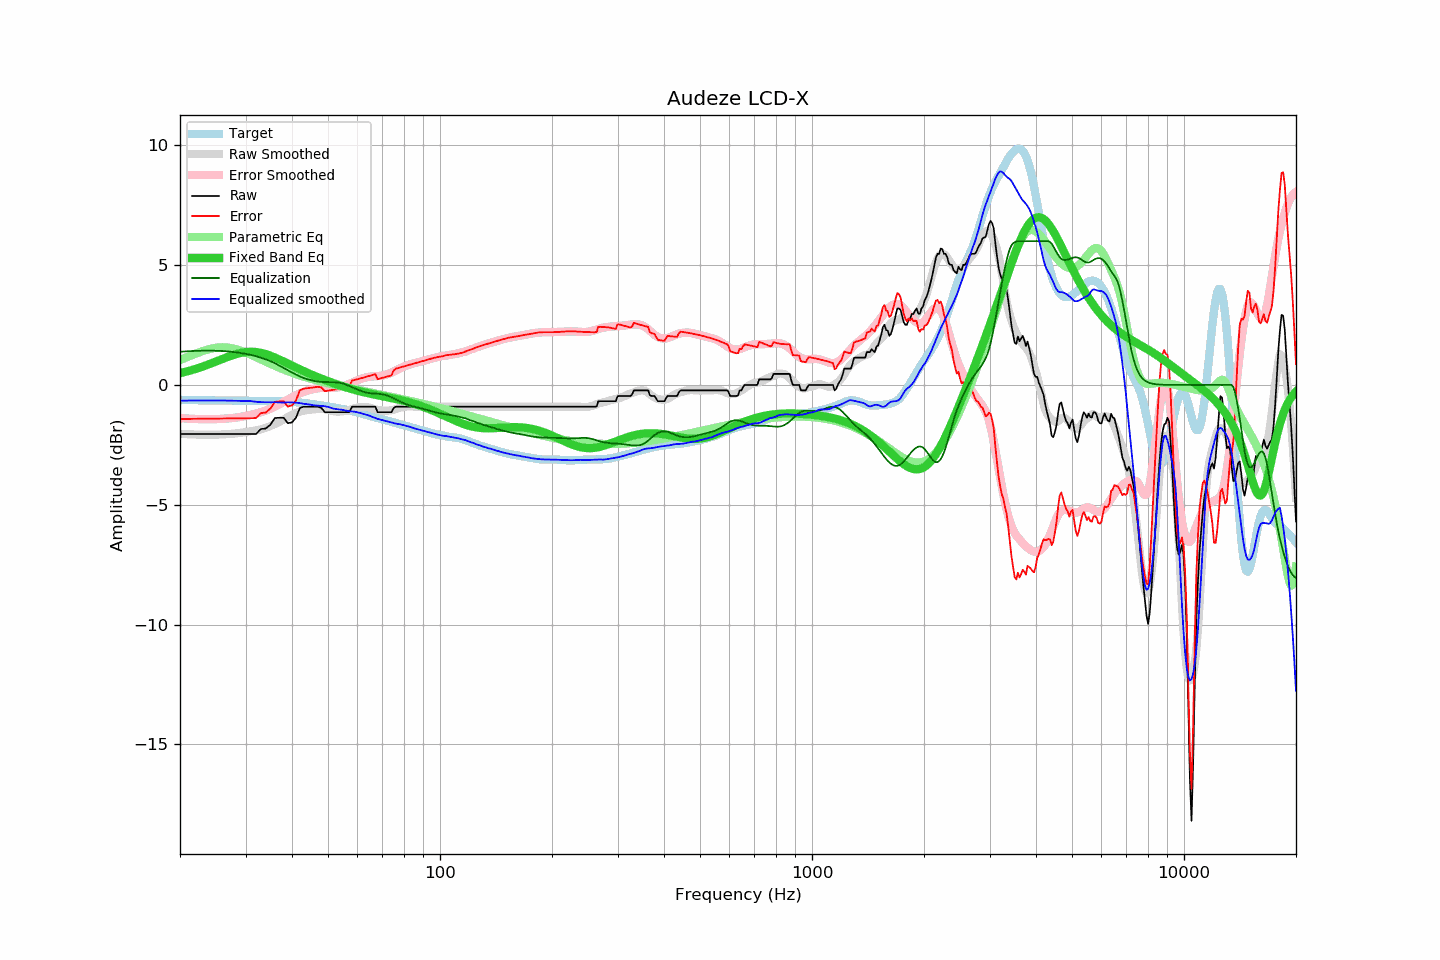 Audeze LCD-X
Target
Raw Smoothed
Error Smoothed
Raw
Error
Parametric Eq
Fixed Band Eq
Equalization
Equalized smoothed
10
5
0
−5
−10
−15
Amplitude (dBr)
100
1000
10000
Frequency (Hz)